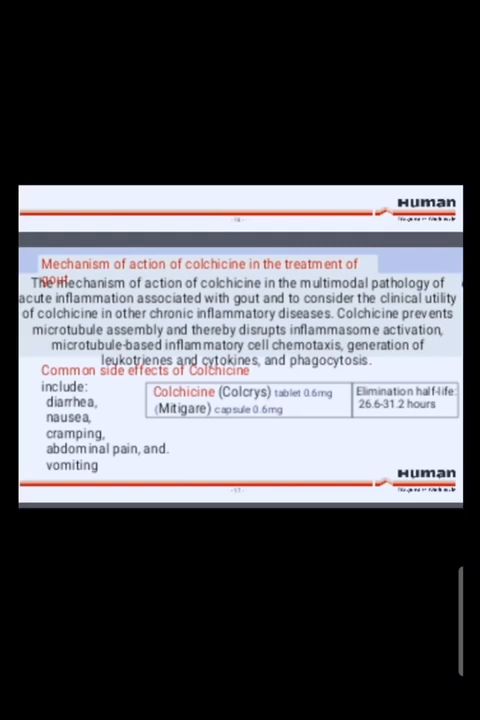 Human
- 16 -
Mechanism of action of colchicine in the treatment of
gout
The mechanism of action of colchicine in the multimodal pathology of
acute inflammation associated with gout and to consider the clinical utility
of colchicine in other chronic inflammatory diseases. Colchicine prevents
microtubule assembly and thereby disrupts inflammasome activation,
microtubule-based inflammatory cell chemotaxis, generation of
leukotrienes and cytokines, and phagocytosis.
Common side effects of Colchicine
include:
diarrhea,
nausea,
cramping,
abdominal pain, and.
vomiting
Colchicine (Colcrys) tablet 0.6mg
(Mitigare) capsule 0.6mg
Elimination half-life:
26.6-31.2 hours
Human
- 17 -